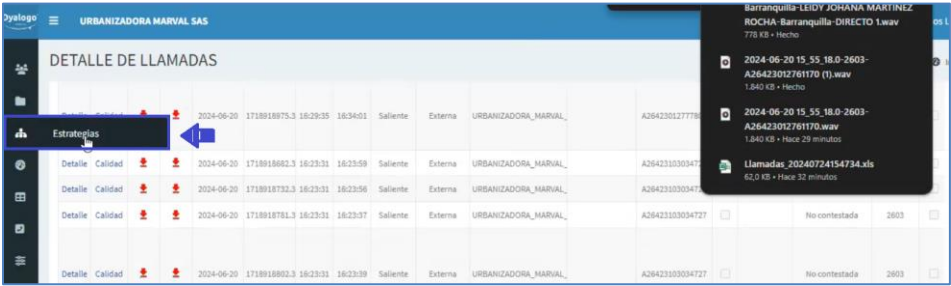 Dyalogo
URBANIZADORA MARVAL SAS
os L
Barranquilla-LEIDY JOHANA MARTINEZ
ROCHA-Barranquilla-DIRECTO 1.wav
778 KB • Hecho
2024-06-20 15_55_18.0-2603-
A26423012761170 (1).wav
1.840 KB • Hecho
2024-06-20 15_55_18.0-2603-
A26423012761170.wav
1.840 KB • Hace 29 minutos
Llamadas_20240724154734.xls
62,0 KB • Hace 32 minutos
DETALLE DE LLAMADAS
2024-06-20 1718918975.3 16:29:35 16:34:01 Saliente Externa URBANIZADORA_MARVAL_ A2642301277780
Estrategias
Detalle Calidad 2024-06-20 1718918682.3 16:23:31 16:23:59 Saliente Externa URBANIZADORA_MARVAL_
Detalle Calidad 2024-06-20 1718918732.3 16:23:31 16:23:56 Saliente Externa URBANIZADORA_MARVAL_
Detalle Calidad 2024-06-20 1718918781.3 16:23:31 16:23:37 Saliente Externa URBANIZADORA_MARVAL_ A26423103034727 No contestada 2603
Detalle Calidad 2024-06-20 1718918802.3 16:23:31 16:23:39 Saliente Externa URBANIZADORA_MARVAL_ A26423103034727 No contestada 2603